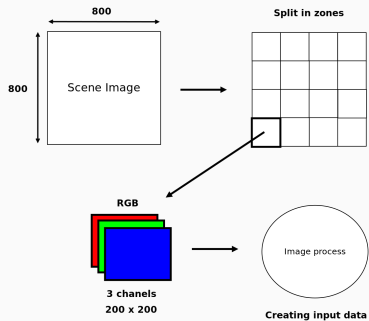 800
Split in zones
800
Scene Image
RGB
Image process
3 chanels
200 x 200
Creating input data